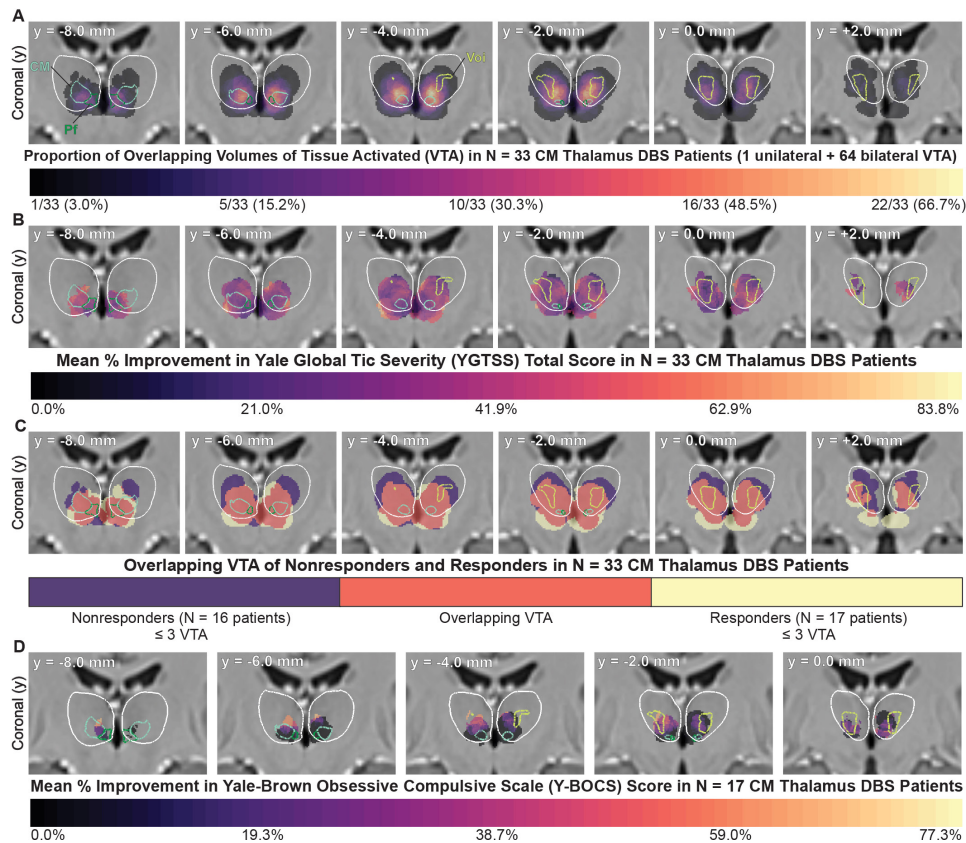 A
Coronal (y)
y = -8.0 mm
y = -6.0 mm
y = -4.0 mm
y = -2.0 mm
y = 0.0 mm
y = +2.0 mm
CM
Pf
Voi
Proportion of Overlapping Volumes of Tissue Activated (VTA) in N = 33 CM Thalamus DBS Patients (1 unilateral + 64 bilateral VTA)
1/33 (3.0%) 5/33 (15.2%) 10/33 (30.3%) 16/33 (48.5%) 22/33 (66.7%)
B
Coronal (y)
y = -8.0 mm
y = -6.0 mm
y = -4.0 mm
y = -2.0 mm
y = 0.0 mm
y = +2.0 mm
Mean % Improvement in Yale Global Tic Severity (YGTSS) Total Score in N = 33 CM Thalamus DBS Patients
0.0% 21.0% 41.9% 62.9% 83.8%
C
Coronal (y)
y = -8.0 mm
y = -6.0 mm
y = -4.0 mm
y = -2.0 mm
y = 0.0 mm
y = +2.0 mm
Overlapping VTA of Nonresponders and Responders in N = 33 CM Thalamus DBS Patients
Nonresponders (N = 16 patients) Overlapping VTA Responders (N = 17 patients)
≤ 3 VTA ≤ 3 VTA
D
Coronal (y)
y = -8.0 mm
y = -6.0 mm
y = -4.0 mm
y = -2.0 mm
y = 0.0 mm
Mean % Improvement in Yale-Brown Obsessive Compulsive Scale (Y-BOCS) Score in N = 17 CM Thalamus DBS Patients
0.0% 19.3% 38.7% 59.0% 77.3%